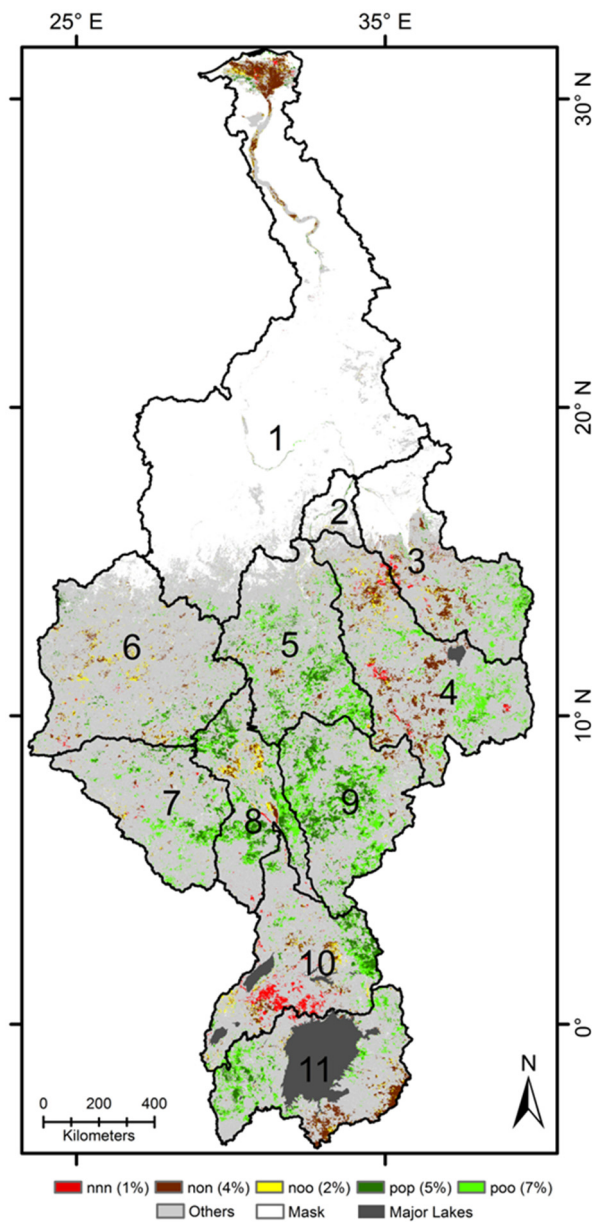 25° E 35° E
30° N
20° N
1
2
3
6
5
4
10° N
7
8
9
10
0°
11
N
0 200 400
Kilometers
nnn (1%) non (4%) noo (2%) pop (5%) poo (7%)
Others Mask Major Lakes